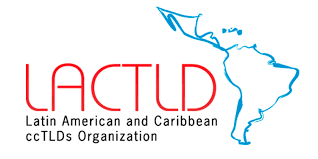 LACTLD
Latin American and Caribbean
ccTLDs Organization